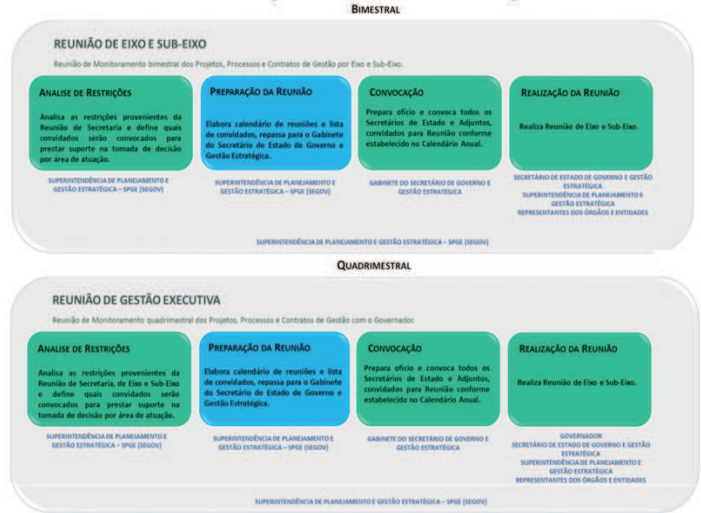 BIMESTRAL
REUNIÃO DE EIXO E SUB-EIXO
Reunião de Monitoramento bimestral dos Projetos, Processos e Contratos de Gestão por Eixo e Sub-Eixo.
ANALISE DE RESTRIÇÕES
Analisa as restrições provenientes da
Reunião de Secretaria e define quais
convidados serão convocados para
prestar suporte na tomada de decisão
por área de atuação.
SUPERINTENDÊNCIA DE PLANEJAMENTO E
GESTÃO ESTRATÉGICA – SPGE (SEGOV)
PREPARAÇÃO DA REUNIÃO
Elabora calendário de reuniões e lista
de convidados, repassa para o Gabinete
do Secretário de Estado de Governo e
Gestão Estratégica.
SUPERINTENDÊNCIA DE PLANEJAMENTO E
GESTÃO ESTRATÉGICA – SPGE (SEGOV)
CONVOCAÇÃO
Prepara ofício e convoca todos os
Secretários de Estado e Adjuntos,
convidados para Reunião conforme
estabelecido no Calendário Anual.
GABINETE DO SECRETÁRIO DE GOVERNO E
GESTÃO ESTRATÉGICA
REALIZAÇÃO DA REUNIÃO
Realiza Reunião de Eixo e Sub-Eixo.
SECRETÁRIO DE ESTADO DE GOVERNO E GESTÃO
ESTRATÉGICA
SUPERINTENDÊNCIA DE PLANEJAMENTO E
GESTÃO ESTRATÉGICA
REPRESENTANTES DOS ÓRGÃOS E ENTIDADES
SUPERINTENDÊNCIA DE PLANEJAMENTO E GESTÃO ESTRATÉGICA – SPGE (SEGOV)
QUADRIMESTRAL
REUNIÃO DE GESTÃO EXECUTIVA
Reunião de Monitoramento quadrimestral dos Projetos, Processos e Contratos de Gestão com o Governador.
ANALISE DE RESTRIÇÕES
Analisa as restrições provenientes da
Reunião de Secretaria, de Eixo e Sub-Eixo
e define quais convidados serão
convocados para prestar suporte na
tomada de decisão por área de atuação.
SUPERINTENDÊNCIA DE PLANEJAMENTO E
GESTÃO ESTRATÉGICA – SPGE (SEGOV)
PREPARAÇÃO DA REUNIÃO
Elabora calendário de reuniões e lista
de convidados, repassa para o Gabinete
do Secretário de Estado de Governo e
Gestão Estratégica.
SUPERINTENDÊNCIA DE PLANEJAMENTO E
GESTÃO ESTRATÉGICA – SPGE (SEGOV)
CONVOCAÇÃO
Prepara ofício e convoca todos os
Secretários de Estado e Adjuntos,
convidados para Reunião conforme
estabelecido no Calendário Anual.
GABINETE DO SECRETÁRIO DE GOVERNO E
GESTÃO ESTRATÉGICA
REALIZAÇÃO DA REUNIÃO
Realiza Reunião de Eixo e Sub-Eixo.
GOVERNADOR
SECRETÁRIO DE ESTADO DE GOVERNO E GESTÃO
ESTRATÉGICA
SUPERINTENDÊNCIA DE PLANEJAMENTO E
GESTÃO ESTRATÉGICA
REPRESENTANTES DOS ÓRGÃOS E ENTIDADES
SUPERINTENDÊNCIA DE PLANEJAMENTO E GESTÃO ESTRATÉGICA – SPGE (SEGOV)